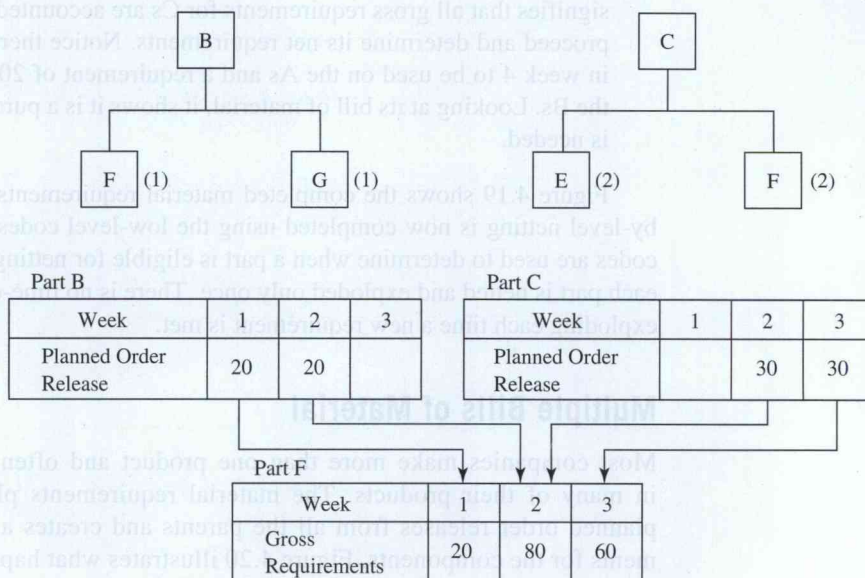 B
C
F (1)
G (1)
E (2)
F (2)
Part B
Week 1 2 3
Planned Order Release 20 20
Part C
Week 1 2 3
Planned Order Release 30 30
Part F
Week 1 2 3
Gross Requirements 20 80 60